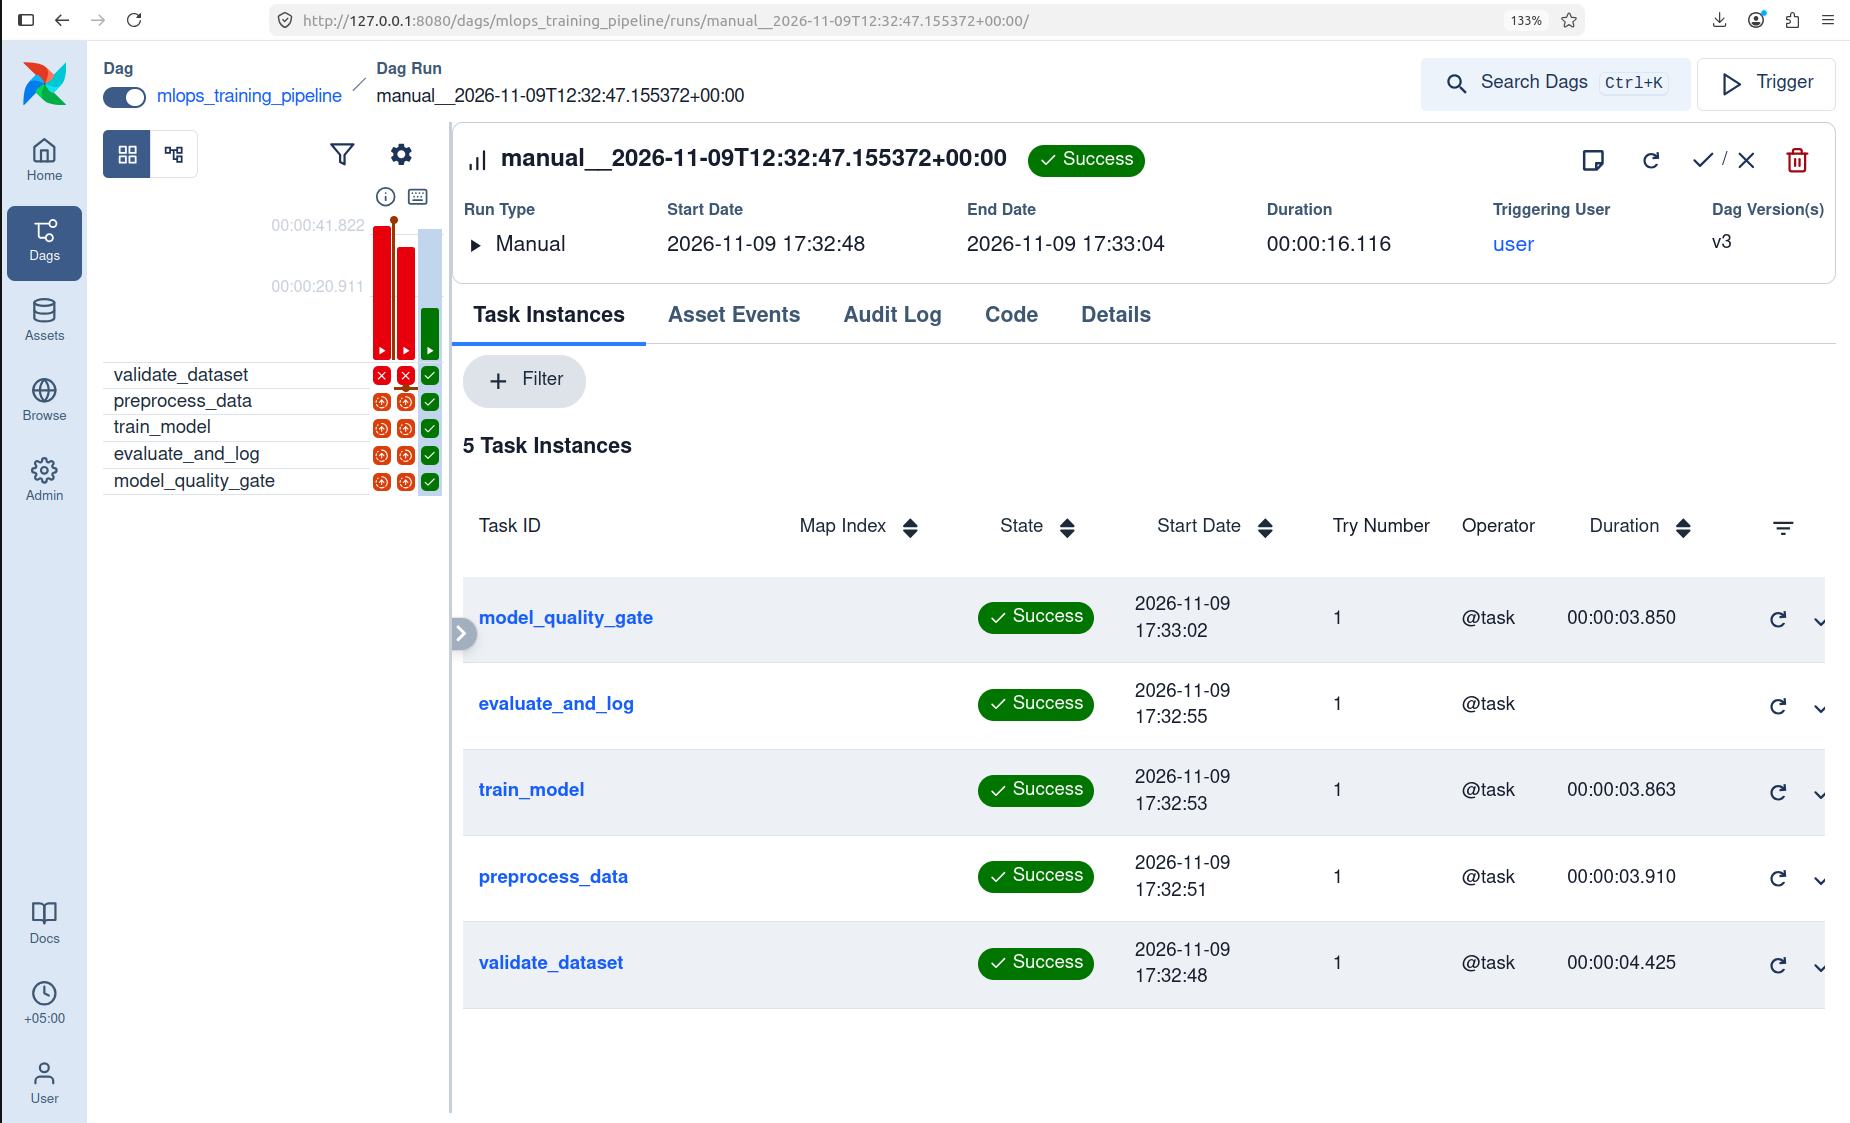 http://127.0.0.1:8080/dags/mlops_training_pipeline/runs/manual__2026-11-09T12:32:47.155372+00:00/
133%
Dag
mlops_training_pipeline
Dag Run
manual__2026-11-09T12:32:47.155372+00:00
Search Dags Ctrl+K
Trigger
Home
Dags
Assets
Browse
Admin
Docs
+05:00
User
00:00:41.822
00:00:20.911
validate_dataset
preprocess_data
train_model
evaluate_and_log
model_quality_gate
manual__2026-11-09T12:32:47.155372+00:00
Success
/
Run Type Start Date End Date Duration Triggering User Dag Version(s)
Manual 2026-11-09 17:32:48 2026-11-09 17:33:04 00:00:16.116 user v3
Task Instances Asset Events Audit Log Code Details
Filter
5 Task Instances
Task ID Map Index State Start Date Try Number Operator Duration
model_quality_gate Success 2026-11-09 17:33:02 1 @task 00:00:03.850
evaluate_and_log Success 2026-11-09 17:32:55 1 @task
train_model Success 2026-11-09 17:32:53 1 @task 00:00:03.863
preprocess_data Success 2026-11-09 17:32:51 1 @task 00:00:03.910
validate_dataset Success 2026-11-09 17:32:48 1 @task 00:00:04.425